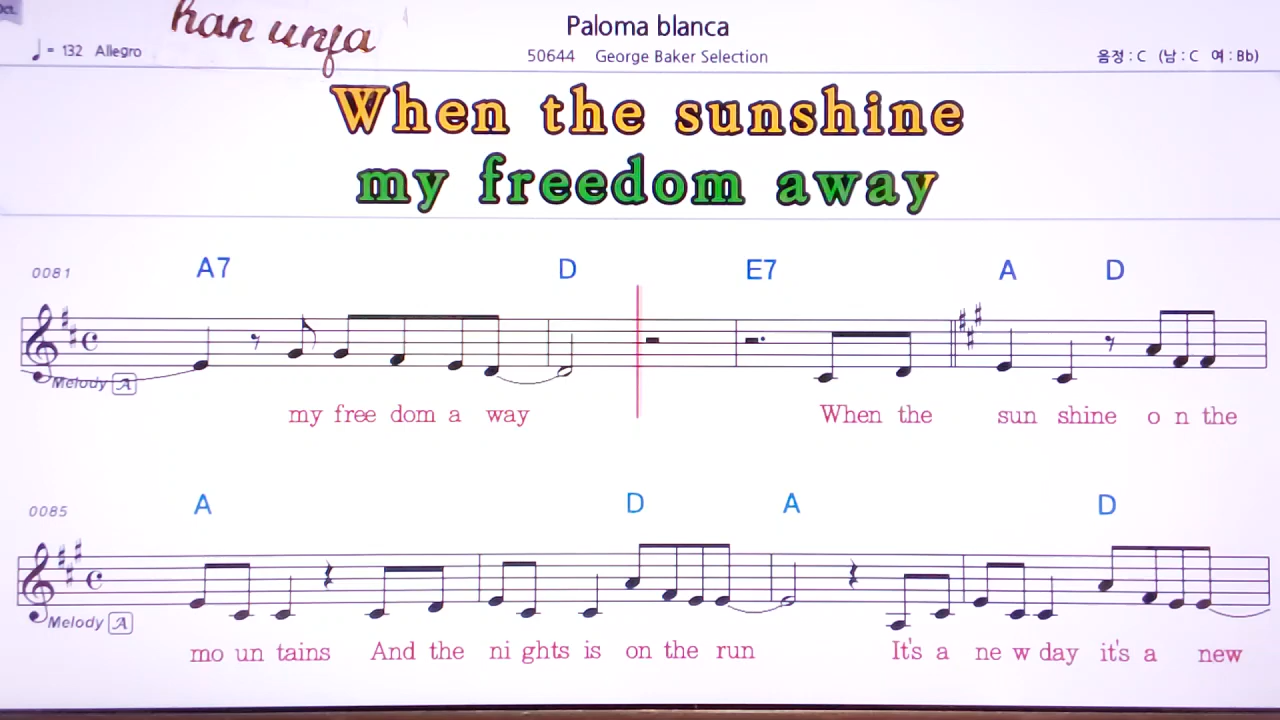 Oct.
han unja
Paloma blanca
♩ = 132 Allegro
50644 George Baker Selection
음정 : C (남 : C 여 : Bb)
When the sunshine
my freedom away
0081 A7 D E7 A D
Melody A
my free dom a way When the sun shine o n the
0085 A D A D
Melody A
mo un tains And the ni ghts is on the run It's a ne w day it's a new